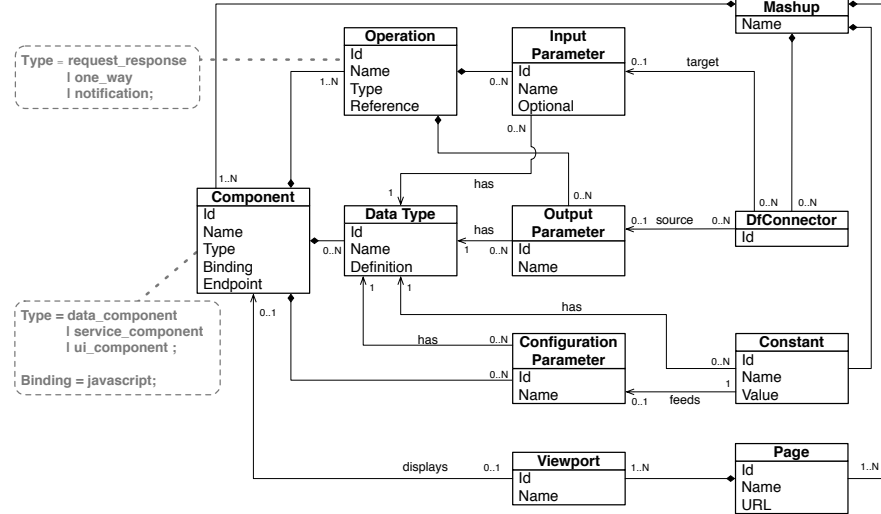 Mashup
Name
Operation
Id
Name
Type
Reference
Input
Parameter
Id
Name
Optional
Type = request_response
| one_way
| notification;
1..N
0..N
0..1
target
0..N
has
1
1..N
0..N
0..N
0..N
Component
Id
Name
Type
Binding
Endpoint
0..N
Data Type
Id
Name
Definition
has
1
0..N
Output
Parameter
Id
Name
0..1
source
0..N
DfConnector
Id
Type = data_component
| service_component
| ui_component ;
Binding = javascript;
0..1
1
1
has
has
0..N
0..N
Configuration
Parameter
Id
Name
0..N
Constant
Id
Name
Value
1
0..1
feeds
displays
0..1
Viewport
Id
Name
1..N
Page
Id
Name
URL
1..N